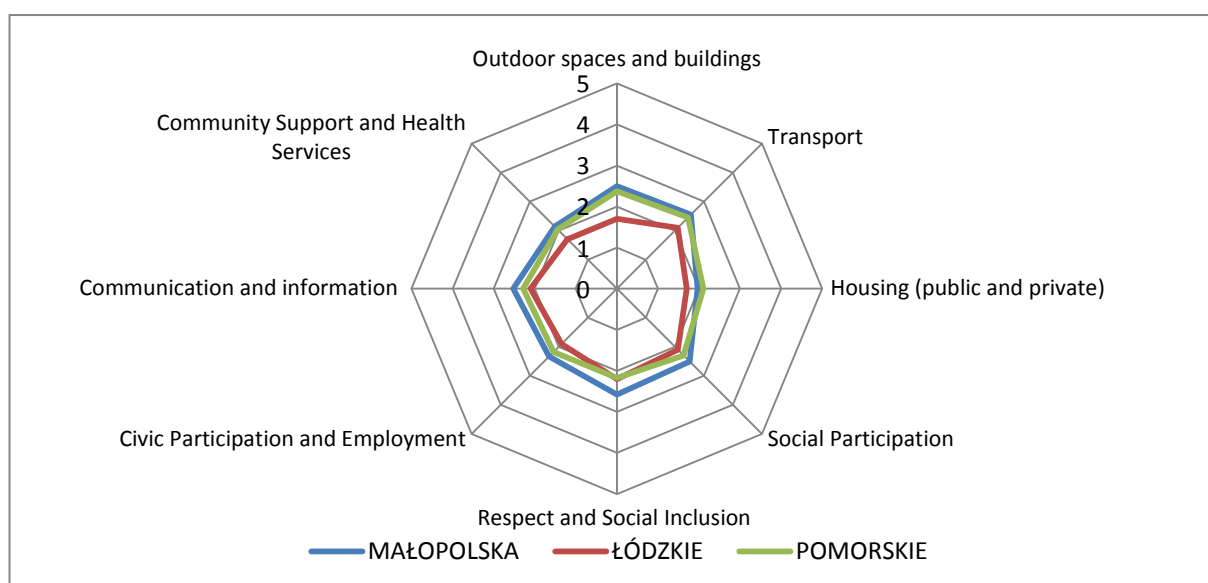 Outdoor spaces and buildings
5
4
3
2
1
0
Transport
Housing (public and private)
Social Participation
Respect and Social Inclusion
Civic Participation and Employment
Communication and information
Community Support and Health
Services
MAŁOPOLSKA
ŁÓDZKIE
POMORSKIE